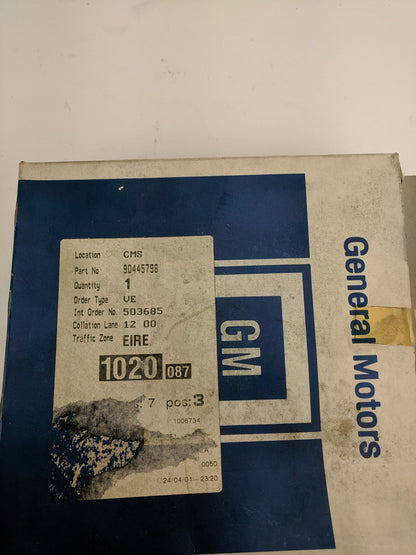 Location CMS
Part No 90445798
Quantity 1
Order Type VE
Int Order No. 503685
Collation Lane 12 00
Traffic Zone EIRE
1020 087
7 pos: 3
1006734
0050
24/04/01 - 23:20
GM
General Motors